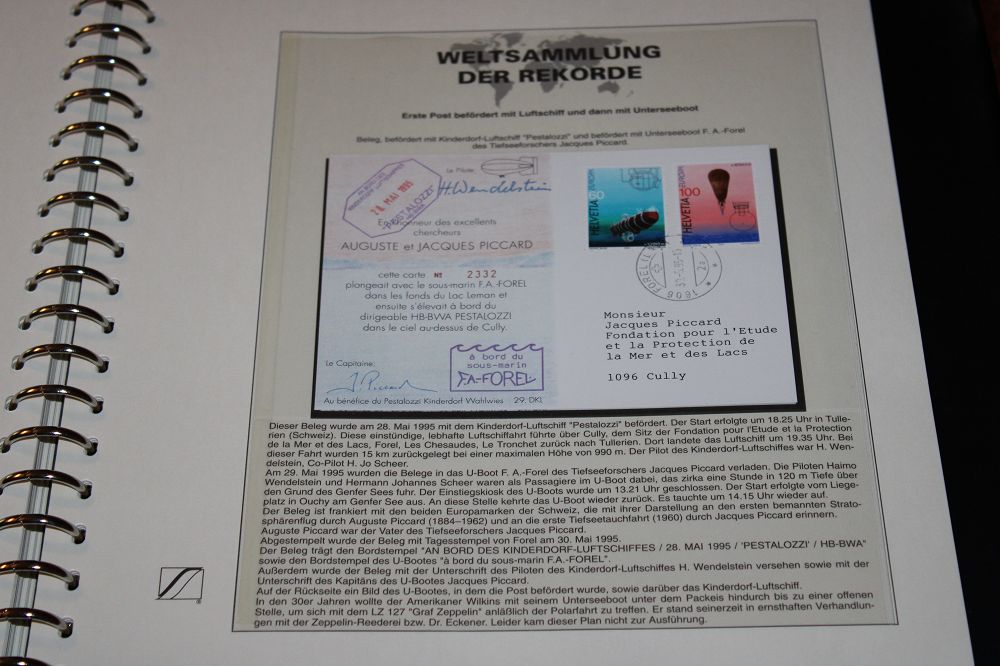 WELTSAMMLUNG
DER REKORDE
Erste Post befördert mit Luftschiff und dann mit Unterseeboot
Beleg, befördert mit Kinderdorf-Luftschiff "Pestalozzi" und befördert mit Unterseeboot F. A.-Forel
des Tiefseeforschers Jacques Piccard
Le Pilote
28. MAI 1995
PESTALOZZI
H. Wendelstein
En honneur des excellents
chercheurs
AUGUSTE et JACQUES PICCARD
cette carte No 2332
plongeait avec le sous-marin F.A.-FOREL
dans les fonds du Lac Leman et
ensuite s'élevait à bord du
dirigeable HB-BWA PESTALOZZI
dans le ciel au-dessus de Cully.
Le Capitaine:
J. Piccard
à bord du
sous-marin
F.A.-FOREL
Au bénéfice du Pestalozzi Kinderdorf Wahlwies 29. DKL
60 EUROPA
HELVETIA
100 EUROPA
HELVETIA
FOREL (L
1606
Monsieur
Jacques Piccard
Fondation pour l'Etude
et la Protection de
la Mer et des Lacs
1096 Cully
Dieser Beleg wurde am 28. Mai 1995 mit dem Kinderdorf-Luftschiff "Pestalozzi" befördert. Der Start erfolgte um 18.25 Uhr in Tulle-
rien (Schweiz). Diese einstündige, lebhafte Luftschiffahrt führte über Cully, dem Sitz der Fondation pour l'Etude et la Protection
de la Mer et des Lacs, Forel, Les Chesaudes, Le Tronchet zurück nach Tullerien. Dort landete das Luftschiff um 19.35 Uhr. Bei
dieser Fahrt wurden 15 km zurückgelegt bei einer maximalen Höhe von 990 m. Der Pilot des Kinderdorf-Luftschiffes war H. Wen-
delstein, Co-Pilot H. Jo Scheer.
Am 29. Mai 1995 wurden die Belege in das U-Boot F. A.-Forel des Tiefseeforschers Jacques Piccard verladen. Die Piloten Haimo
Wendelstein und Hermann Johannes Scheer waren als Passagiere im U-Boot dabei, das zirka eine Stunde in 120 m Tiefe über
den Grund des Genfer Sees fuhr. Der Einstiegskiosk des U-Boots wurde um 13.21 Uhr geschlossen. Der Start erfolgte vom Liege-
platz in Ouchy am Genfer See aus. An diese Stelle kehrte das U-Boot wieder zurück. Es tauchte um 14.15 Uhr wieder auf.
Der Beleg ist frankiert mit den beiden Europamarken der Schweiz, die mit ihrer Darstellung an den ersten bemannten Strato-
sphärenflug durch Auguste Piccard (1884–1962) und an die erste Tiefseetauchfahrt (1960) durch Jacques Piccard erinnern.
Auguste Piccard war der Vater des Tiefseeforschers Jacques Piccard.
Abgestempelt wurde der Beleg mit Tagesstempel von Forel am 30. Mai 1995.
Der Beleg trägt den Bordstempel "AN BORD DES KINDERDORF-LUFTSCHIFFES / 28. MAI 1995 / 'PESTALOZZI' / HB-BWA"
sowie den Bordstempel des U-Bootes "à bord du sous-marin F.A.-FOREL".
Außerdem wurde der Beleg mit der Unterschrift des Piloten des Kinderdorf-Luftschiffes H. Wendelstein versehen sowie mit der
Unterschrift des Kapitäns des U-Bootes Jacques Piccard.
Auf der Rückseite ein Bild des U-Bootes, in dem die Post befördert wurde, sowie darüber das Kinderdorf-Luftschiff.
In den 30er Jahren wollte der Amerikaner Wilkins mit seinem Unterseeboot unter dem Packeis hindurch bis zu einer offenen
Stelle, um sich mit dem LZ 127 "Graf Zeppelin" anläßlich der Polarfahrt zu treffen. Er stand seinerzeit in ernsthaften Verhandlun-
gen mit der Zeppelin-Reederei bzw. Dr. Eckener. Leider kam dieser Plan nicht zur Ausführung.